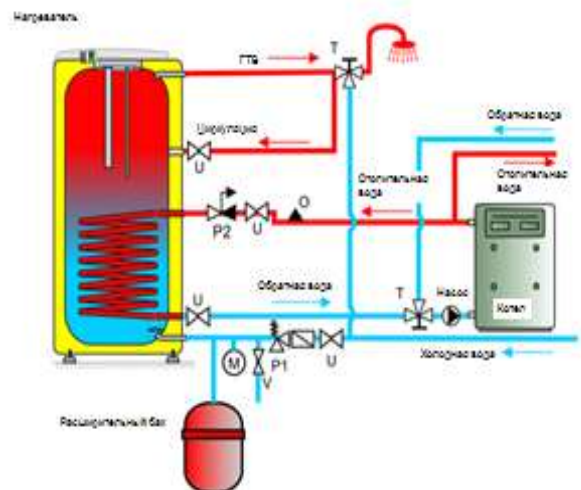 Нагреватель
ГТВ
T
Обратная вода
Циркуляция
U
Отопительная
вода
Отопительная
вода
O
P2
U
Обратная вода
T
Насос
Котел
U
Холодная вода
M
V
P1
U
Расширительный бак